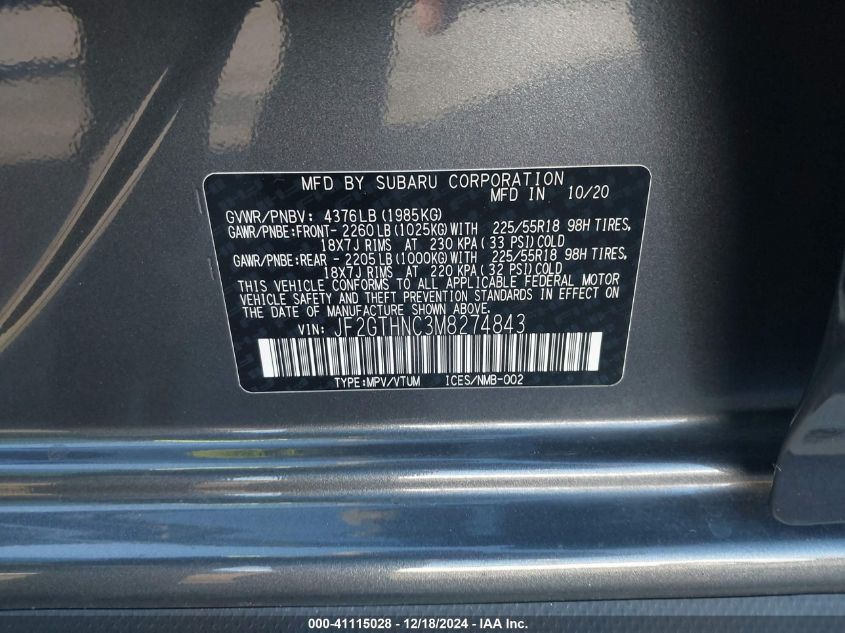 MFD BY SUBARU CORPORATION
MFD IN 10/20
GVWR/PNBV: 4376LB (1985KG)
GAWR/PNBE:FRONT- 2260LB (1025KG) WITH 225/55R18 98H TIRES,
18X7J RIMS AT 230 KPA (33 PSI) COLD
GAWR/PNBE:REAR - 2205LB (1000KG) WITH 225/55R18 98H TIRES,
18X7J RIMS AT 220 KPA (32 PSI) COLD
THIS VEHICLE CONFORMS TO ALL APPLICABLE FEDERAL MOTOR
VEHICLE SAFETY AND THEFT PREVENTION STANDARDS IN EFFECT ON
THE DATE OF MANUFACTURE SHOWN ABOVE.
VIN: JF2GTHNC3M8274843
TYPE:MPV/VTUM ICES/NMB-002
000-41115028 - 12/18/2024 - www.iaai.com